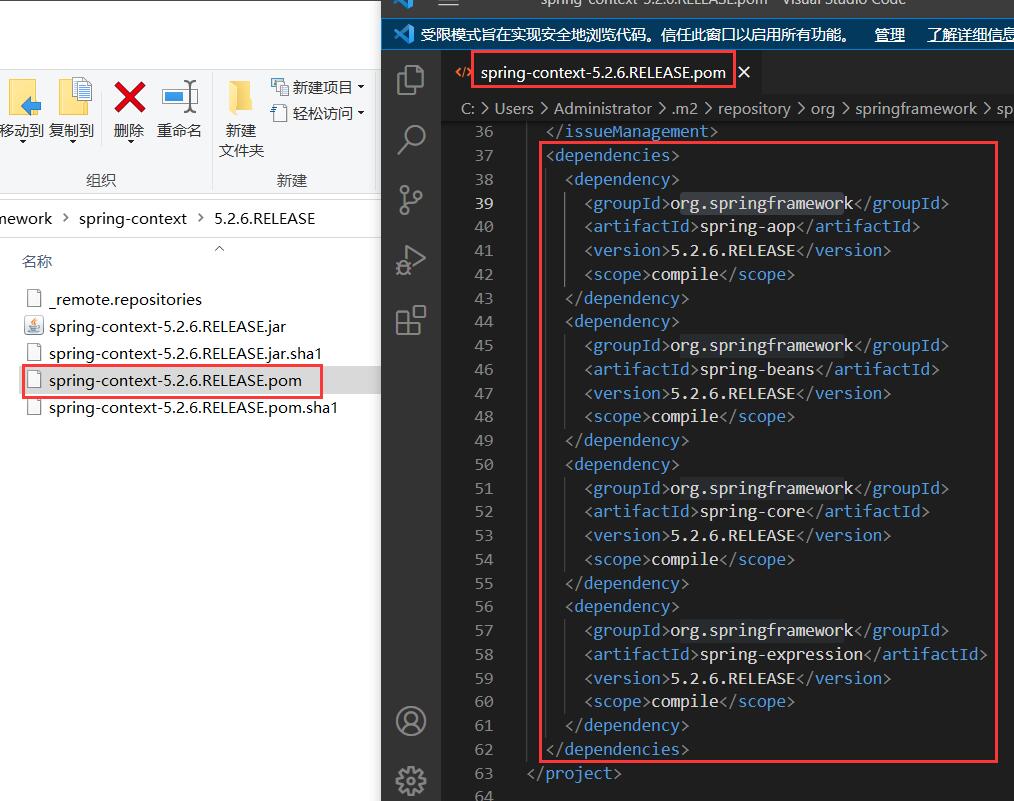 spring-context-5.2.6.RELEASE.pom - Visual Studio Code
受限模式旨在实现安全地浏览代码。信任此窗口以启用所有功能。 管理 了解详细信息
移动到 复制到 删除 重命名 新建
文件夹
新建项目
轻松访问
组织 新建
mework > spring-context > 5.2.6.RELEASE
名称
_remote.repositories
spring-context-5.2.6.RELEASE.jar
spring-context-5.2.6.RELEASE.jar.sha1
spring-context-5.2.6.RELEASE.pom
spring-context-5.2.6.RELEASE.pom.sha1
spring-context-5.2.6.RELEASE.pom
C: > Users > Administrator > .m2 > repository > org > springframework > sp
36 </issueManagement>
37 <dependencies>
38 <dependency>
39 <groupId>org.springframework</groupId>
40 <artifactId>spring-aop</artifactId>
41 <version>5.2.6.RELEASE</version>
42 <scope>compile</scope>
43 </dependency>
44 <dependency>
45 <groupId>org.springframework</groupId>
46 <artifactId>spring-beans</artifactId>
47 <version>5.2.6.RELEASE</version>
48 <scope>compile</scope>
49 </dependency>
50 <dependency>
51 <groupId>org.springframework</groupId>
52 <artifactId>spring-core</artifactId>
53 <version>5.2.6.RELEASE</version>
54 <scope>compile</scope>
55 </dependency>
56 <dependency>
57 <groupId>org.springframework</groupId>
58 <artifactId>spring-expression</artifactId>
59 <version>5.2.6.RELEASE</version>
60 <scope>compile</scope>
61 </dependency>
62 </dependencies>
63 </project>
64